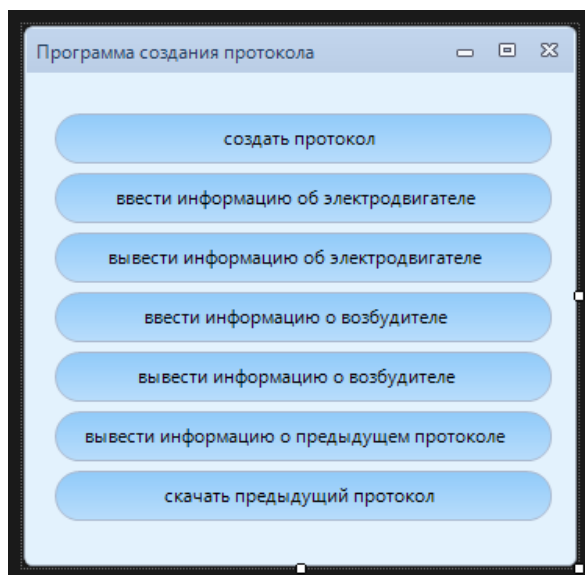 Программа создания протокола
создать протокол
ввести информацию об электродвигателе
вывести информацию об электродвигателе
ввести информацию о возбудителе
вывести информацию о возбудителе
вывести информацию о предыдущем протоколе
скачать предыдущий протокол